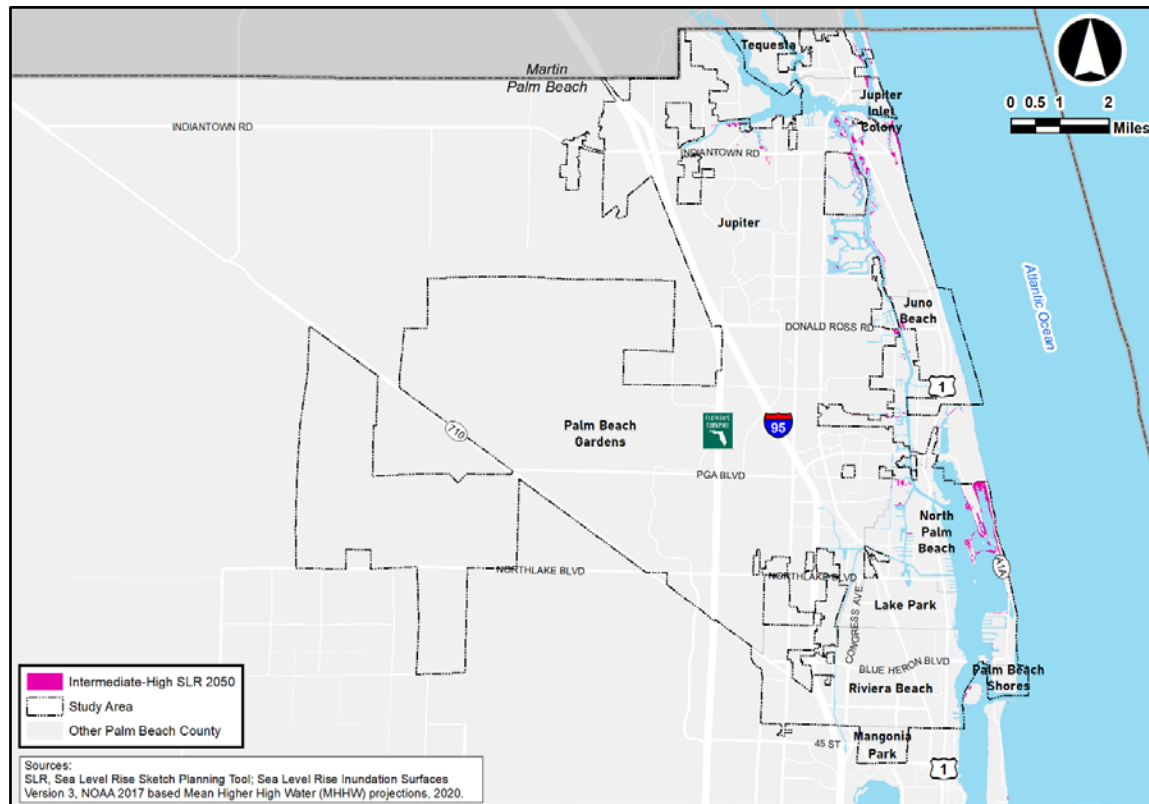 Tequesta
Martin
Palm Beach
Jupiter
Inlet
Colony
0 0.5 1 2
Miles
INDIANTOWN RD
INDIANTOWN RD
Jupiter
Atlantic Ocean
Juno
Beach
DONALD ROSS RD
1
FLORIDA'S
TURNPIKE
95
Palm Beach
Gardens
710
PGA BLVD
North
Palm
Beach
A1A
NORTHLAKE BLVD
NORTHLAKE BLVD
CONGRESS AVE
Lake Park
BLUE HERON BLVD
Palm Beach
Shores
Riviera Beach
Mangonia
Park
45 ST
1
Intermediate-High SLR 2050
Study Area
Other Palm Beach County
Sources:
SLR, Sea Level Rise Sketch Planning Tool; Sea Level Rise Inundation Surfaces
Version 3, NOAA 2017 based Mean Higher High Water (MHHW) projections, 2020.